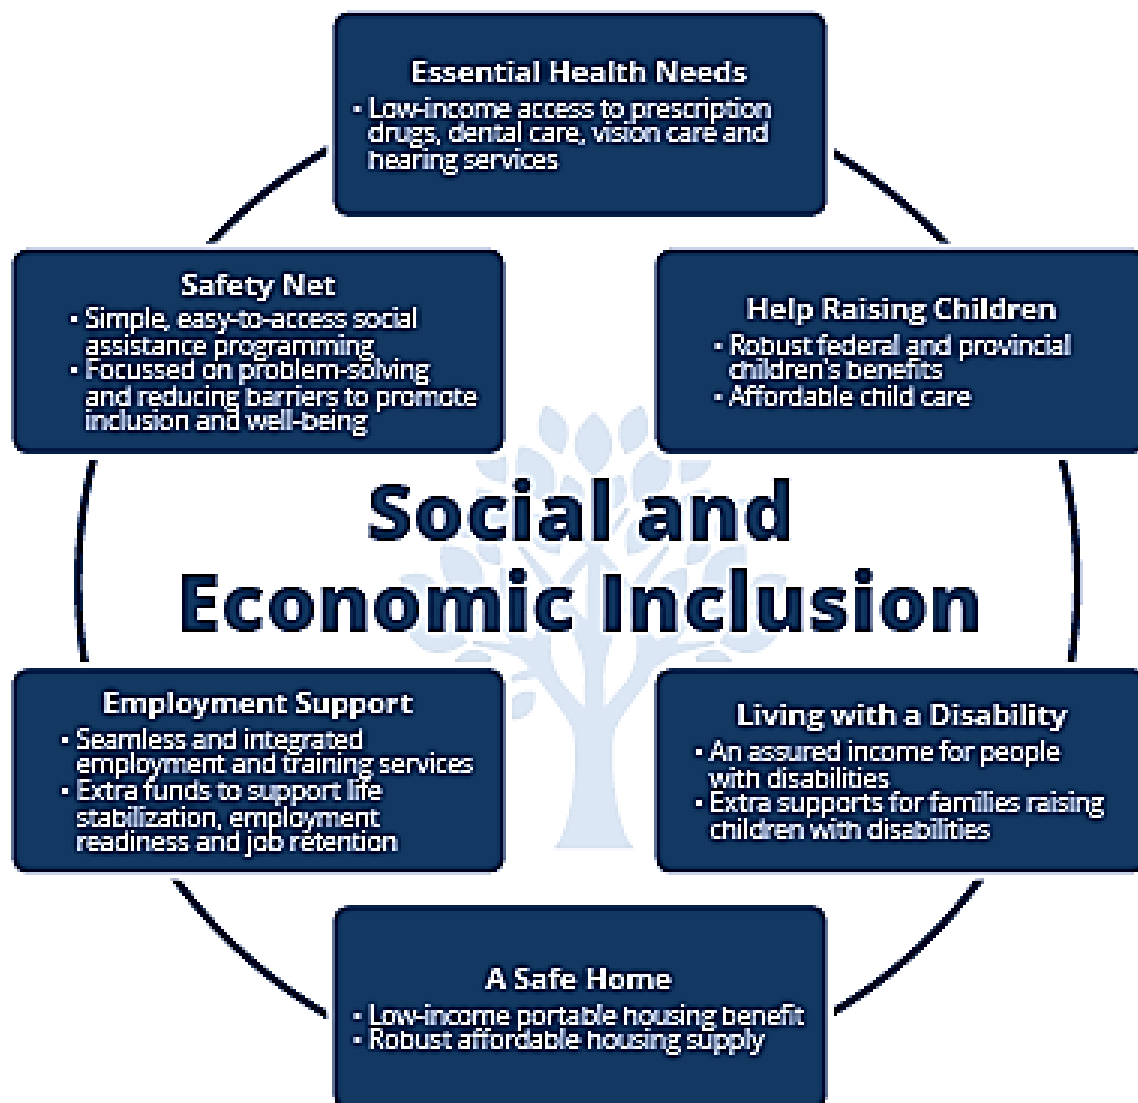 Essential Health Needs
• Low-income access to prescription
drugs, dental care, vision care and
hearing services
Safety Net
• Simple, easy-to-access social
assistance programming
• Focussed on problem-solving
and reducing barriers to promote
inclusion and well-being
Help Raising Children
• Robust federal and provincial
children's benefits
• Affordable child care
Social and
Economic Inclusion
Employment Support
• Seamless and integrated
employment and training services
• Extra funds to support life
stabilization, employment
readiness and job retention
Living with a Disability
• An assured income for people
with disabilities
• Extra supports for families raising
children with disabilities
A Safe Home
• Low-income portable housing benefit
• Robust affordable housing supply